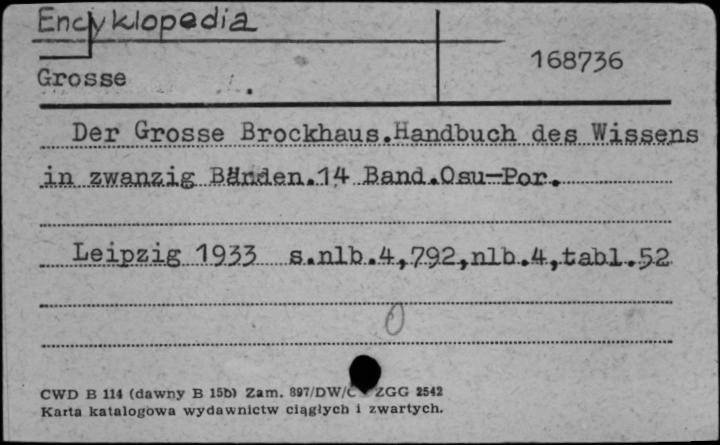 Encyklopedia
168736
Grosse
Der Grosse Brockhaus.Handbuch des Wissens
in zwanzig Bänden.14 Band.Osu-Por.
Leipzig 1933 s.nlb.4,792,nlb.4,tabl.52
CWD B 114 (dawny B 15b) Zam. 897/DW/C ZGG 2542
Karta katalogowa wydawnictw ciągłych i zwartych.